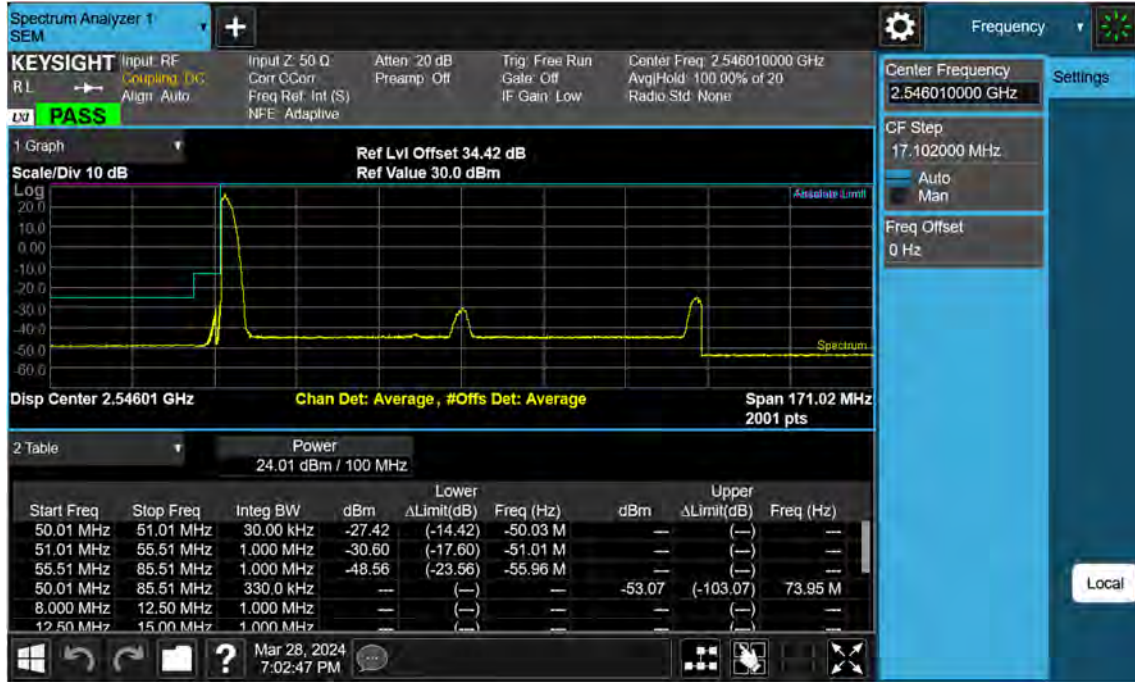 Spectrum Analyzer 1
SEM
+
Frequency
KEYSIGHT
RL
LXI
PASS
Input: RF
Coupling: DC
Align: Auto
Input Z: 50 Ω
Corr CCorr
Freq Ref: Int (S)
NFE: Adaptive
Atten: 20 dB
Preamp: Off
Trig: Free Run
Gate: Off
IF Gain: Low
Center Freq: 2.546010000 GHz
Avg|Hold: 100.00% of 20
Radio Std: None
Center Frequency
2.546010000 GHz
Settings
CF Step
17.102000 MHz
Auto
Man
Freq Offset
0 Hz
Local
1 Graph
Scale/Div 10 dB
Ref Lvl Offset 34.42 dB
Ref Value 30.0 dBm
Log
20.0
10.0
0.00
-10.0
-20.0
-30.0
-40.0
-50.0
-60.0
Absolute Limit
Spectrum
Disp Center 2.54601 GHz
Chan Det: Average, #Offs Det: Average
Span 171.02 MHz
2001 pts
2 Table
Power
24.01 dBm / 100 MHz
Lower Upper
Start Freq Stop Freq Integ BW dBm ΔLimit(dB) Freq (Hz) dBm ΔLimit(dB) Freq (Hz)
50.01 MHz 51.01 MHz 30.00 kHz -27.42 (-14.42) -50.03 M --- (---) ---
51.01 MHz 55.51 MHz 1.000 MHz -30.60 (-17.60) -51.01 M --- (---) ---
55.51 MHz 85.51 MHz 1.000 MHz -48.56 (-23.56) -55.96 M --- (---) ---
50.01 MHz 85.51 MHz 330.0 kHz --- (---) --- -53.07 (-103.07) 73.95 M
8.000 MHz 12.50 MHz 1.000 MHz --- (---) --- --- (---) ---
12.50 MHz 15.00 MHz 1.000 MHz --- (---) --- --- (---) ---
?
Mar 28, 2024
7:02:47 PM